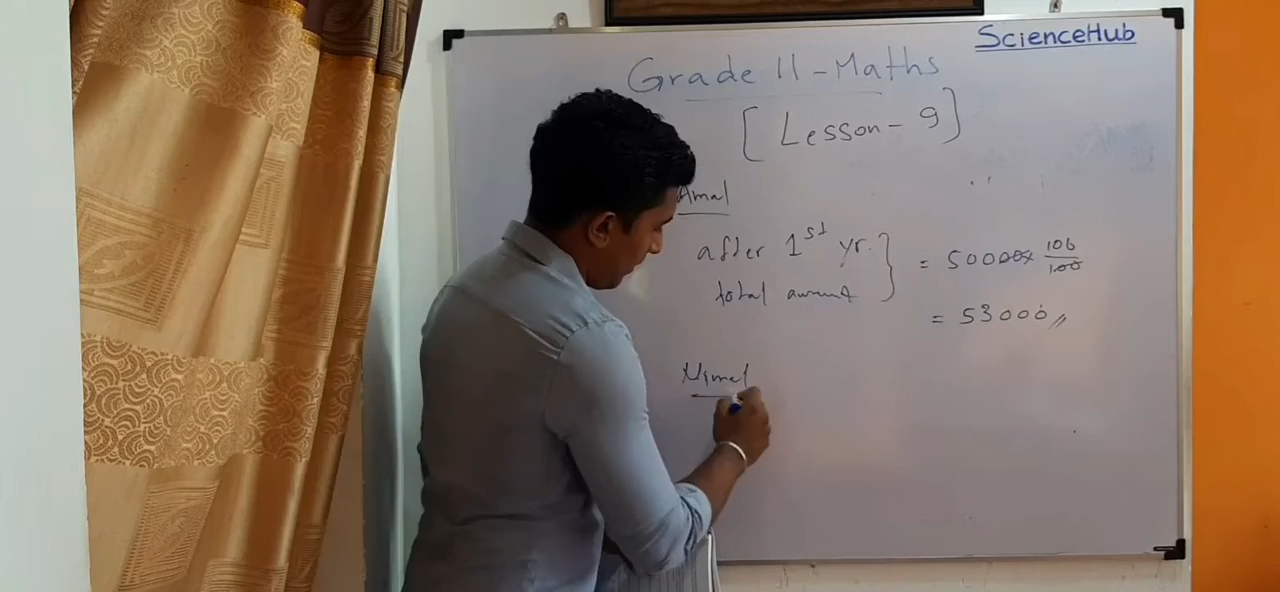 ScienceHub
Grade 11 - Maths
[Lesson - 9]
Amal
after 1st yr. } = 50000 x 106/100
total amount
= 53000 //
Nimal